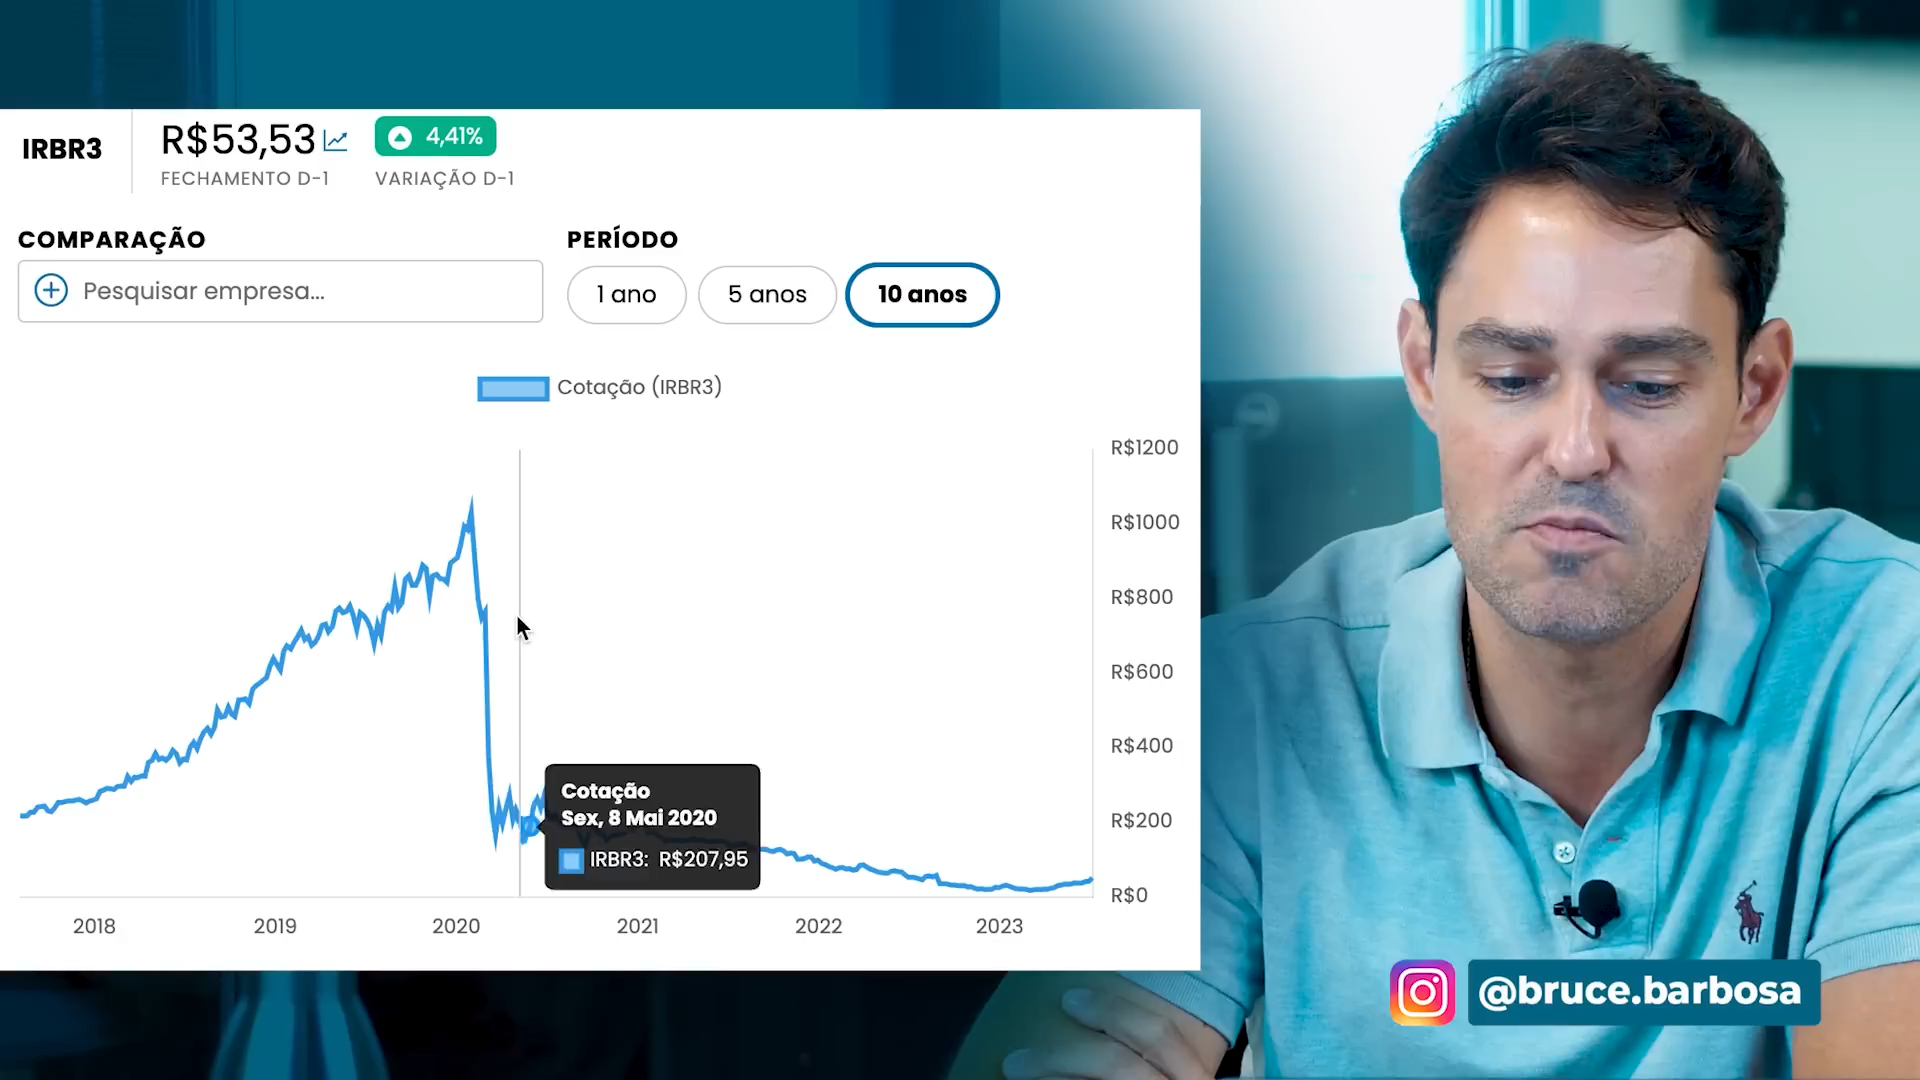 IRBR3
R$53,53
4,41%
FECHAMENTO D-1
VARIAÇÃO D-1
COMPARAÇÃO
PERÍODO
Pesquisar empresa...
1 ano
5 anos
10 anos
Cotação (IRBR3)
R$1200
R$1000
R$800
R$600
R$400
R$200
R$0
Cotação
Sex, 8 Mai 2020
IRBR3: R$207,95
2018
2019
2020
2021
2022
2023
@bruce.barbosa